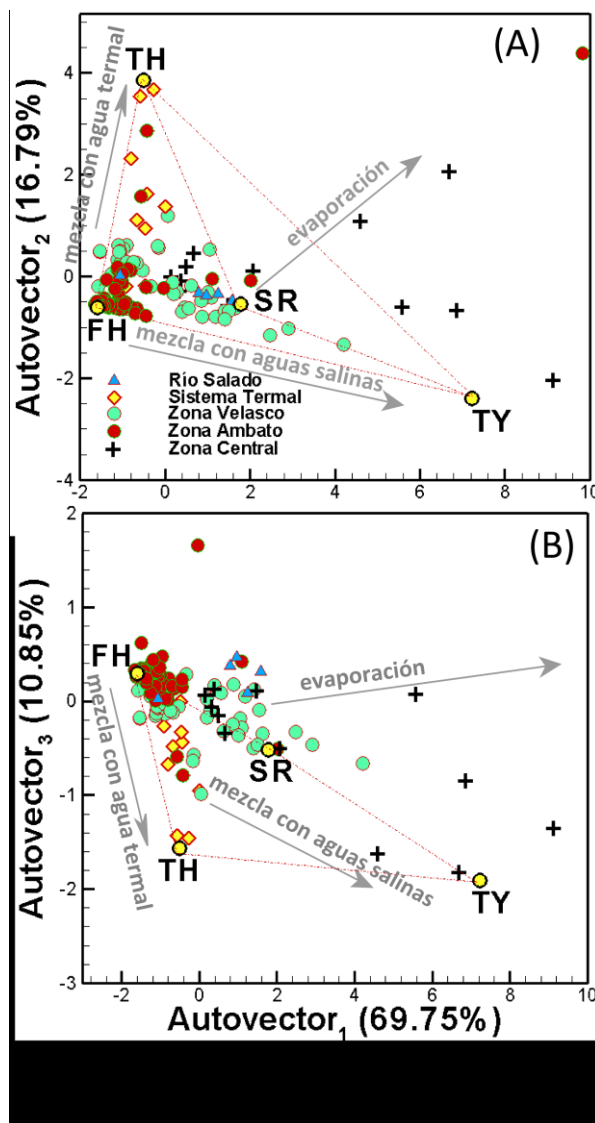 (A)
TH
mezcla con agua termal
evaporación
SR
FH
mezcla con aguas salinas
TY
Río Salado
Sistema Termal
Zona Velasco
Zona Ambato
Zona Central
Autovector2 (16.79%)
4
2
0
-2
-4
-2
0
2
4
6
8
10
(B)
FH
evaporación
mezcla con agua termal
SR
mezcla con aguas salinas
TH
TY
Autovector3 (10.85%)
2
1
0
-1
-2
-3
-2
0
2
4
6
8
10
Autovector1 (69.75%)